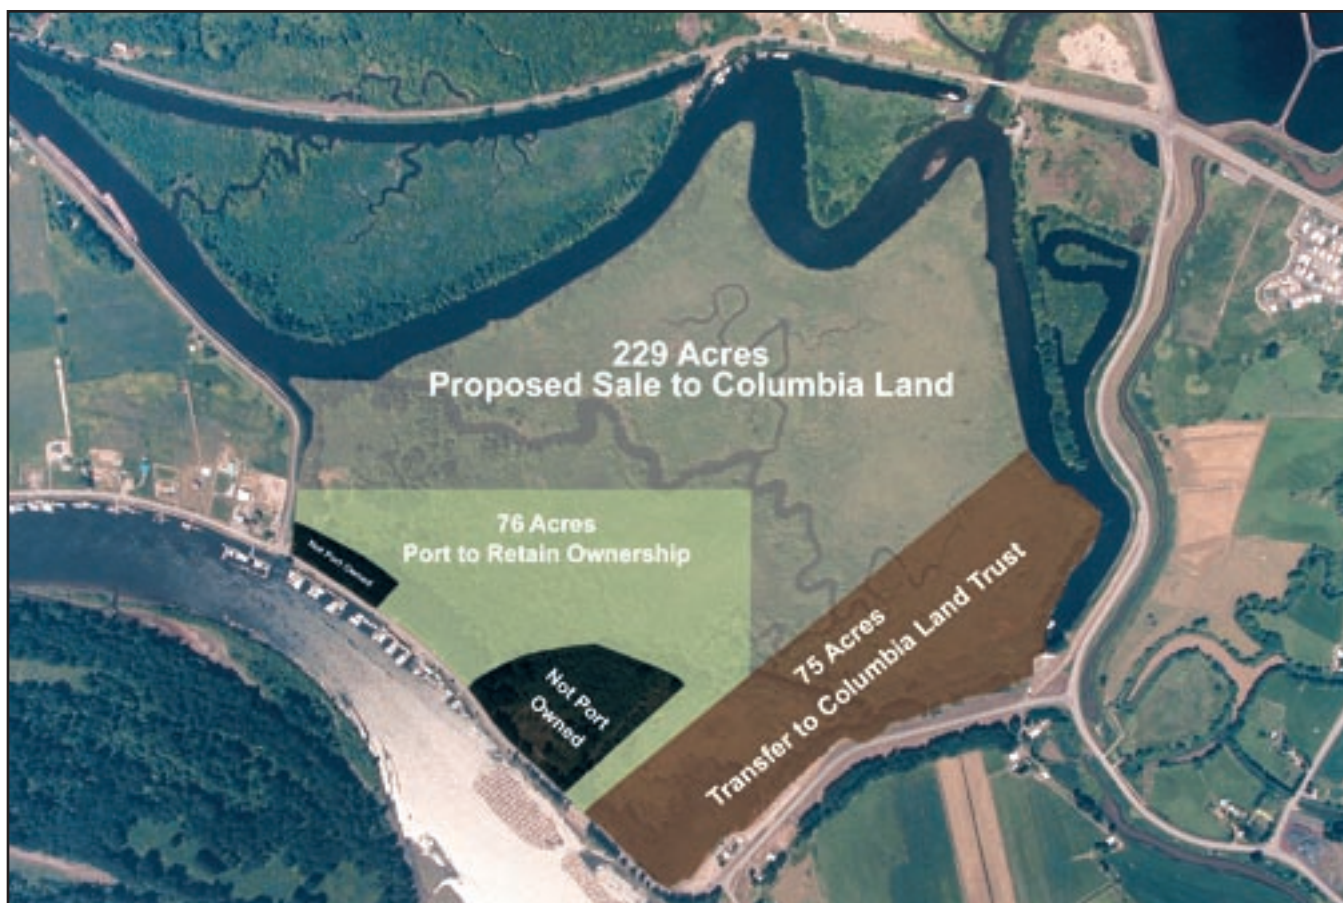 229 Acres
Proposed Sale to Columbia Land
76 Acres
Port to Retain Ownership
Not Port Owned
Not Port
Owned
75 Acres
Transfer to Columbia Land Trust